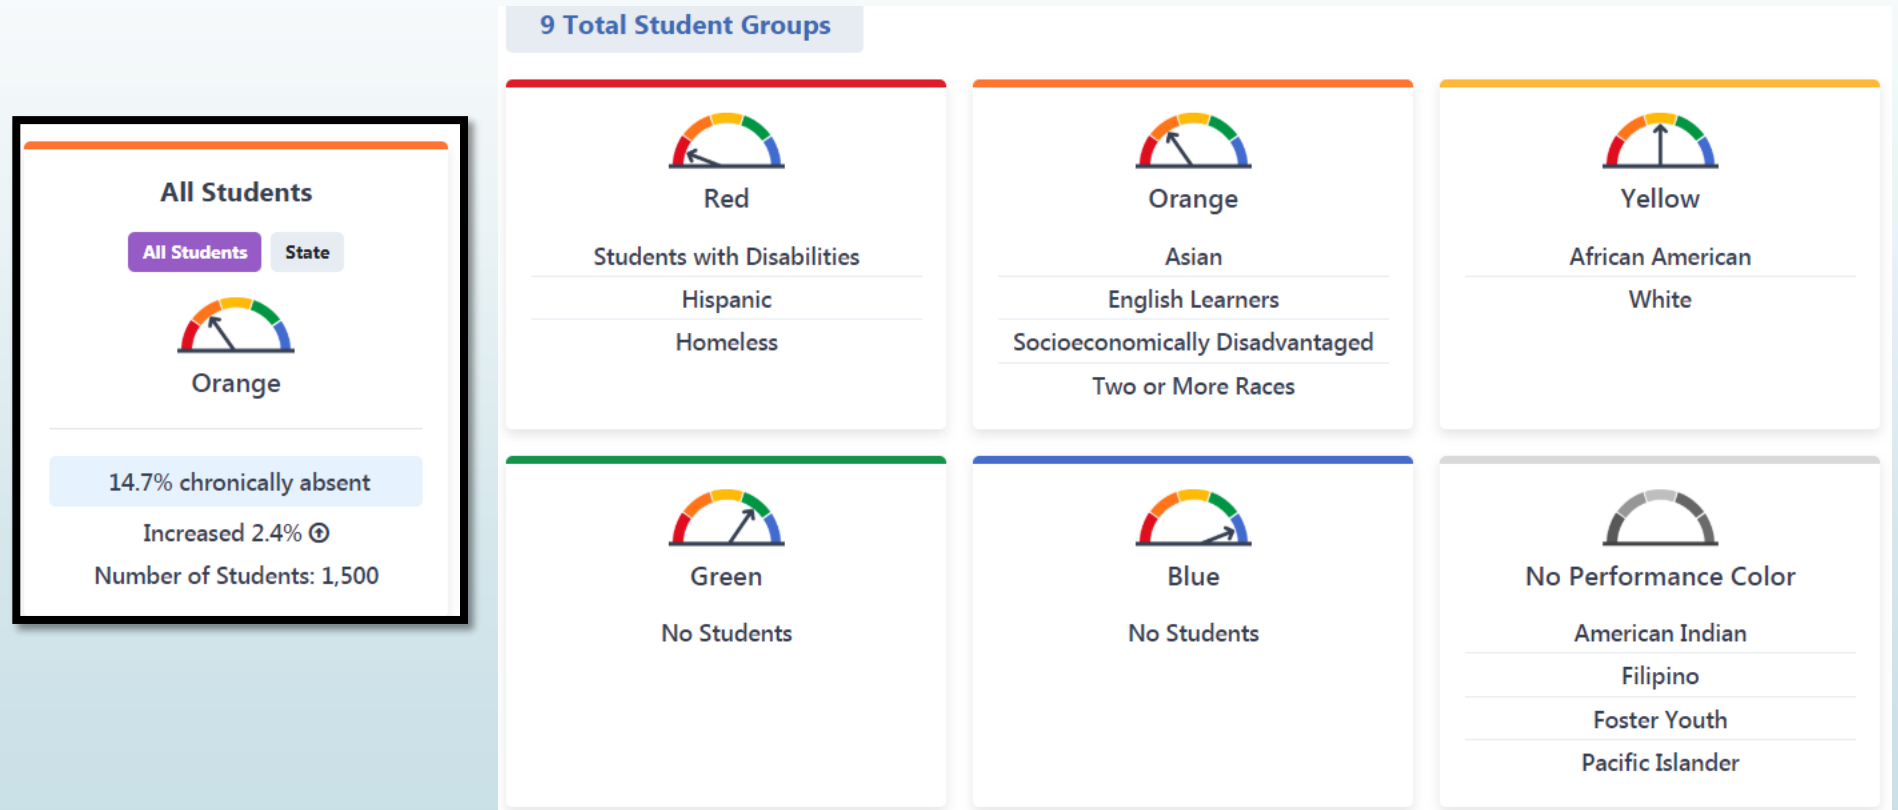 All Students
All Students
State
Orange
14.7% chronically absent
Increased 2.4%
Number of Students: 1,500
9 Total Student Groups
Red
Students with Disabilities
Hispanic
Homeless
Orange
Asian
English Learners
Socioeconomically Disadvantaged
Two or More Races
Yellow
African American
White
Green
No Students
Blue
No Students
No Performance Color
American Indian
Filipino
Foster Youth
Pacific Islander